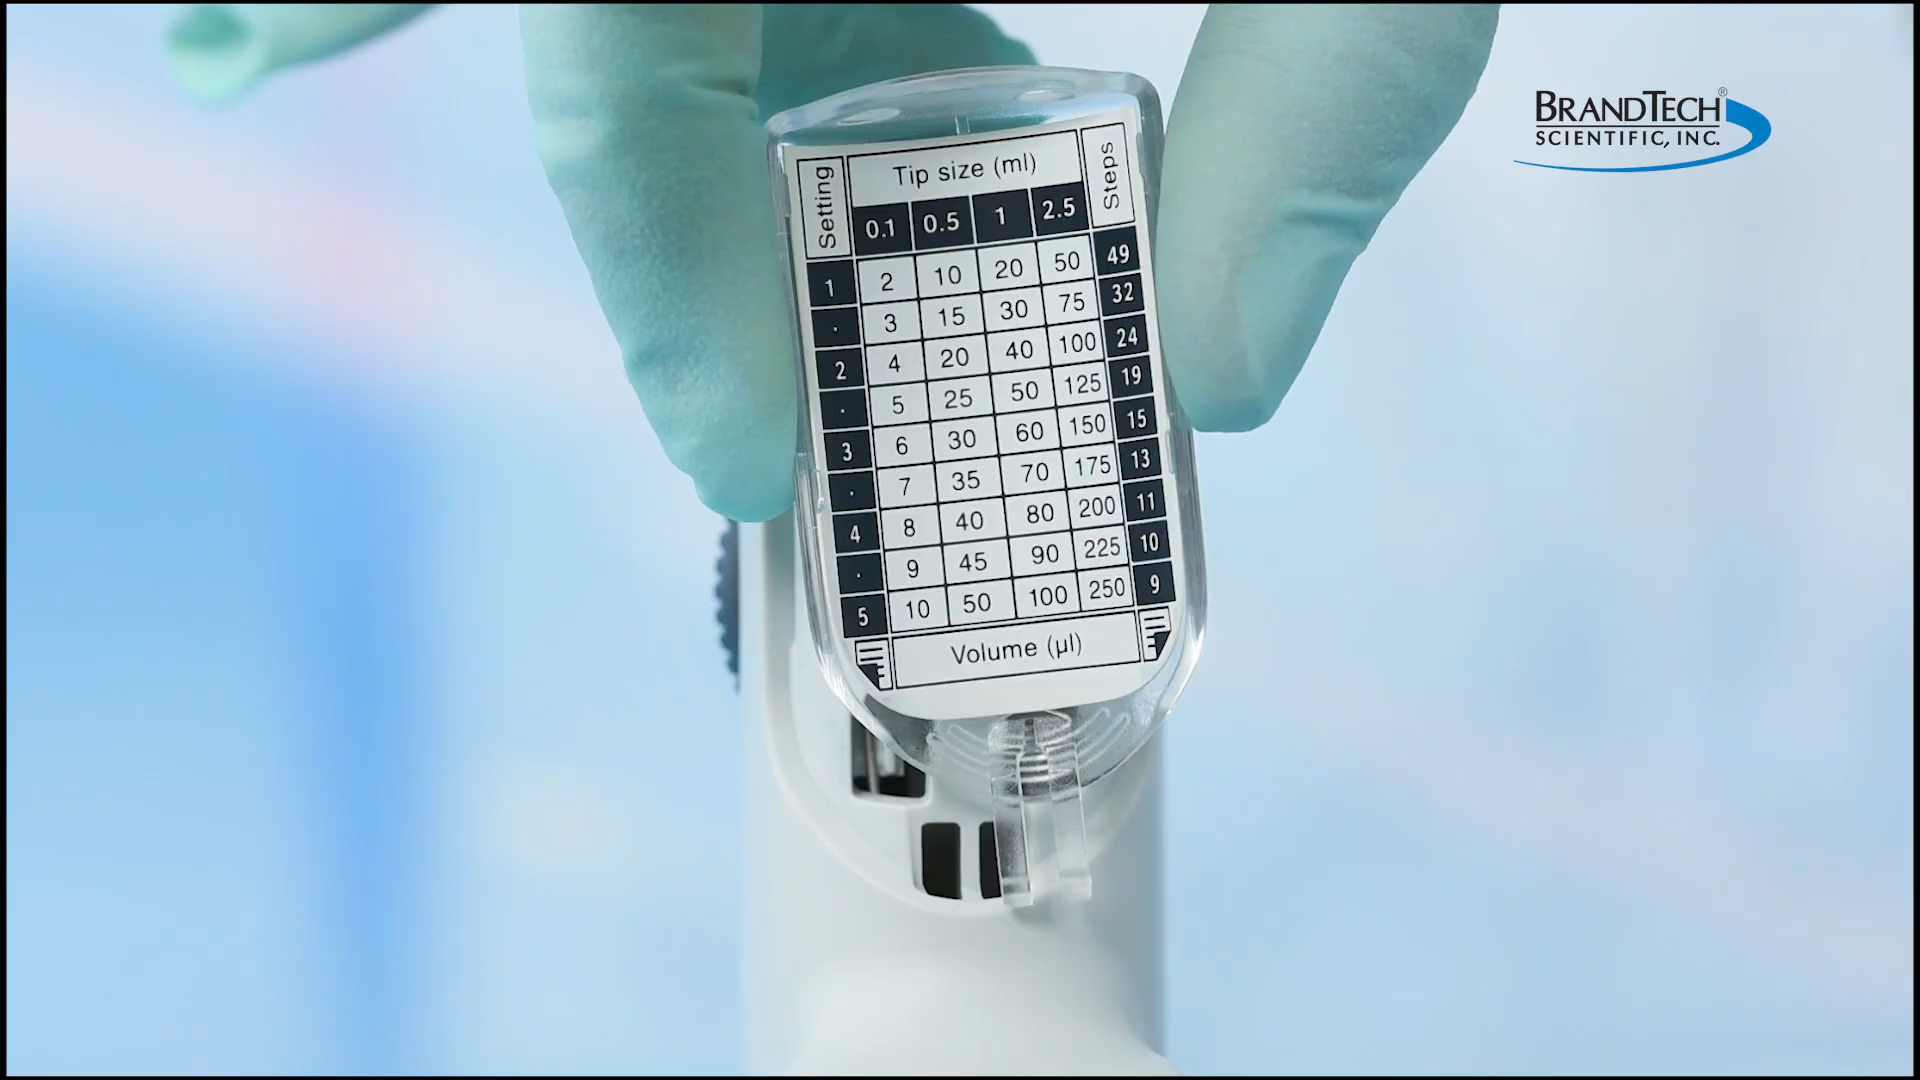 BRANDTECH®
SCIENTIFIC, INC.
Setting Tip size (ml) Steps
0.1 0.5 1 2.5
1 2 10 20 50 49
. 3 15 30 75 32
2 4 20 40 100 24
. 5 25 50 125 19
3 6 30 60 150 15
. 7 35 70 175 13
4 8 40 80 200 11
. 9 45 90 225 10
5 10 50 100 250 9
Volume (µl)